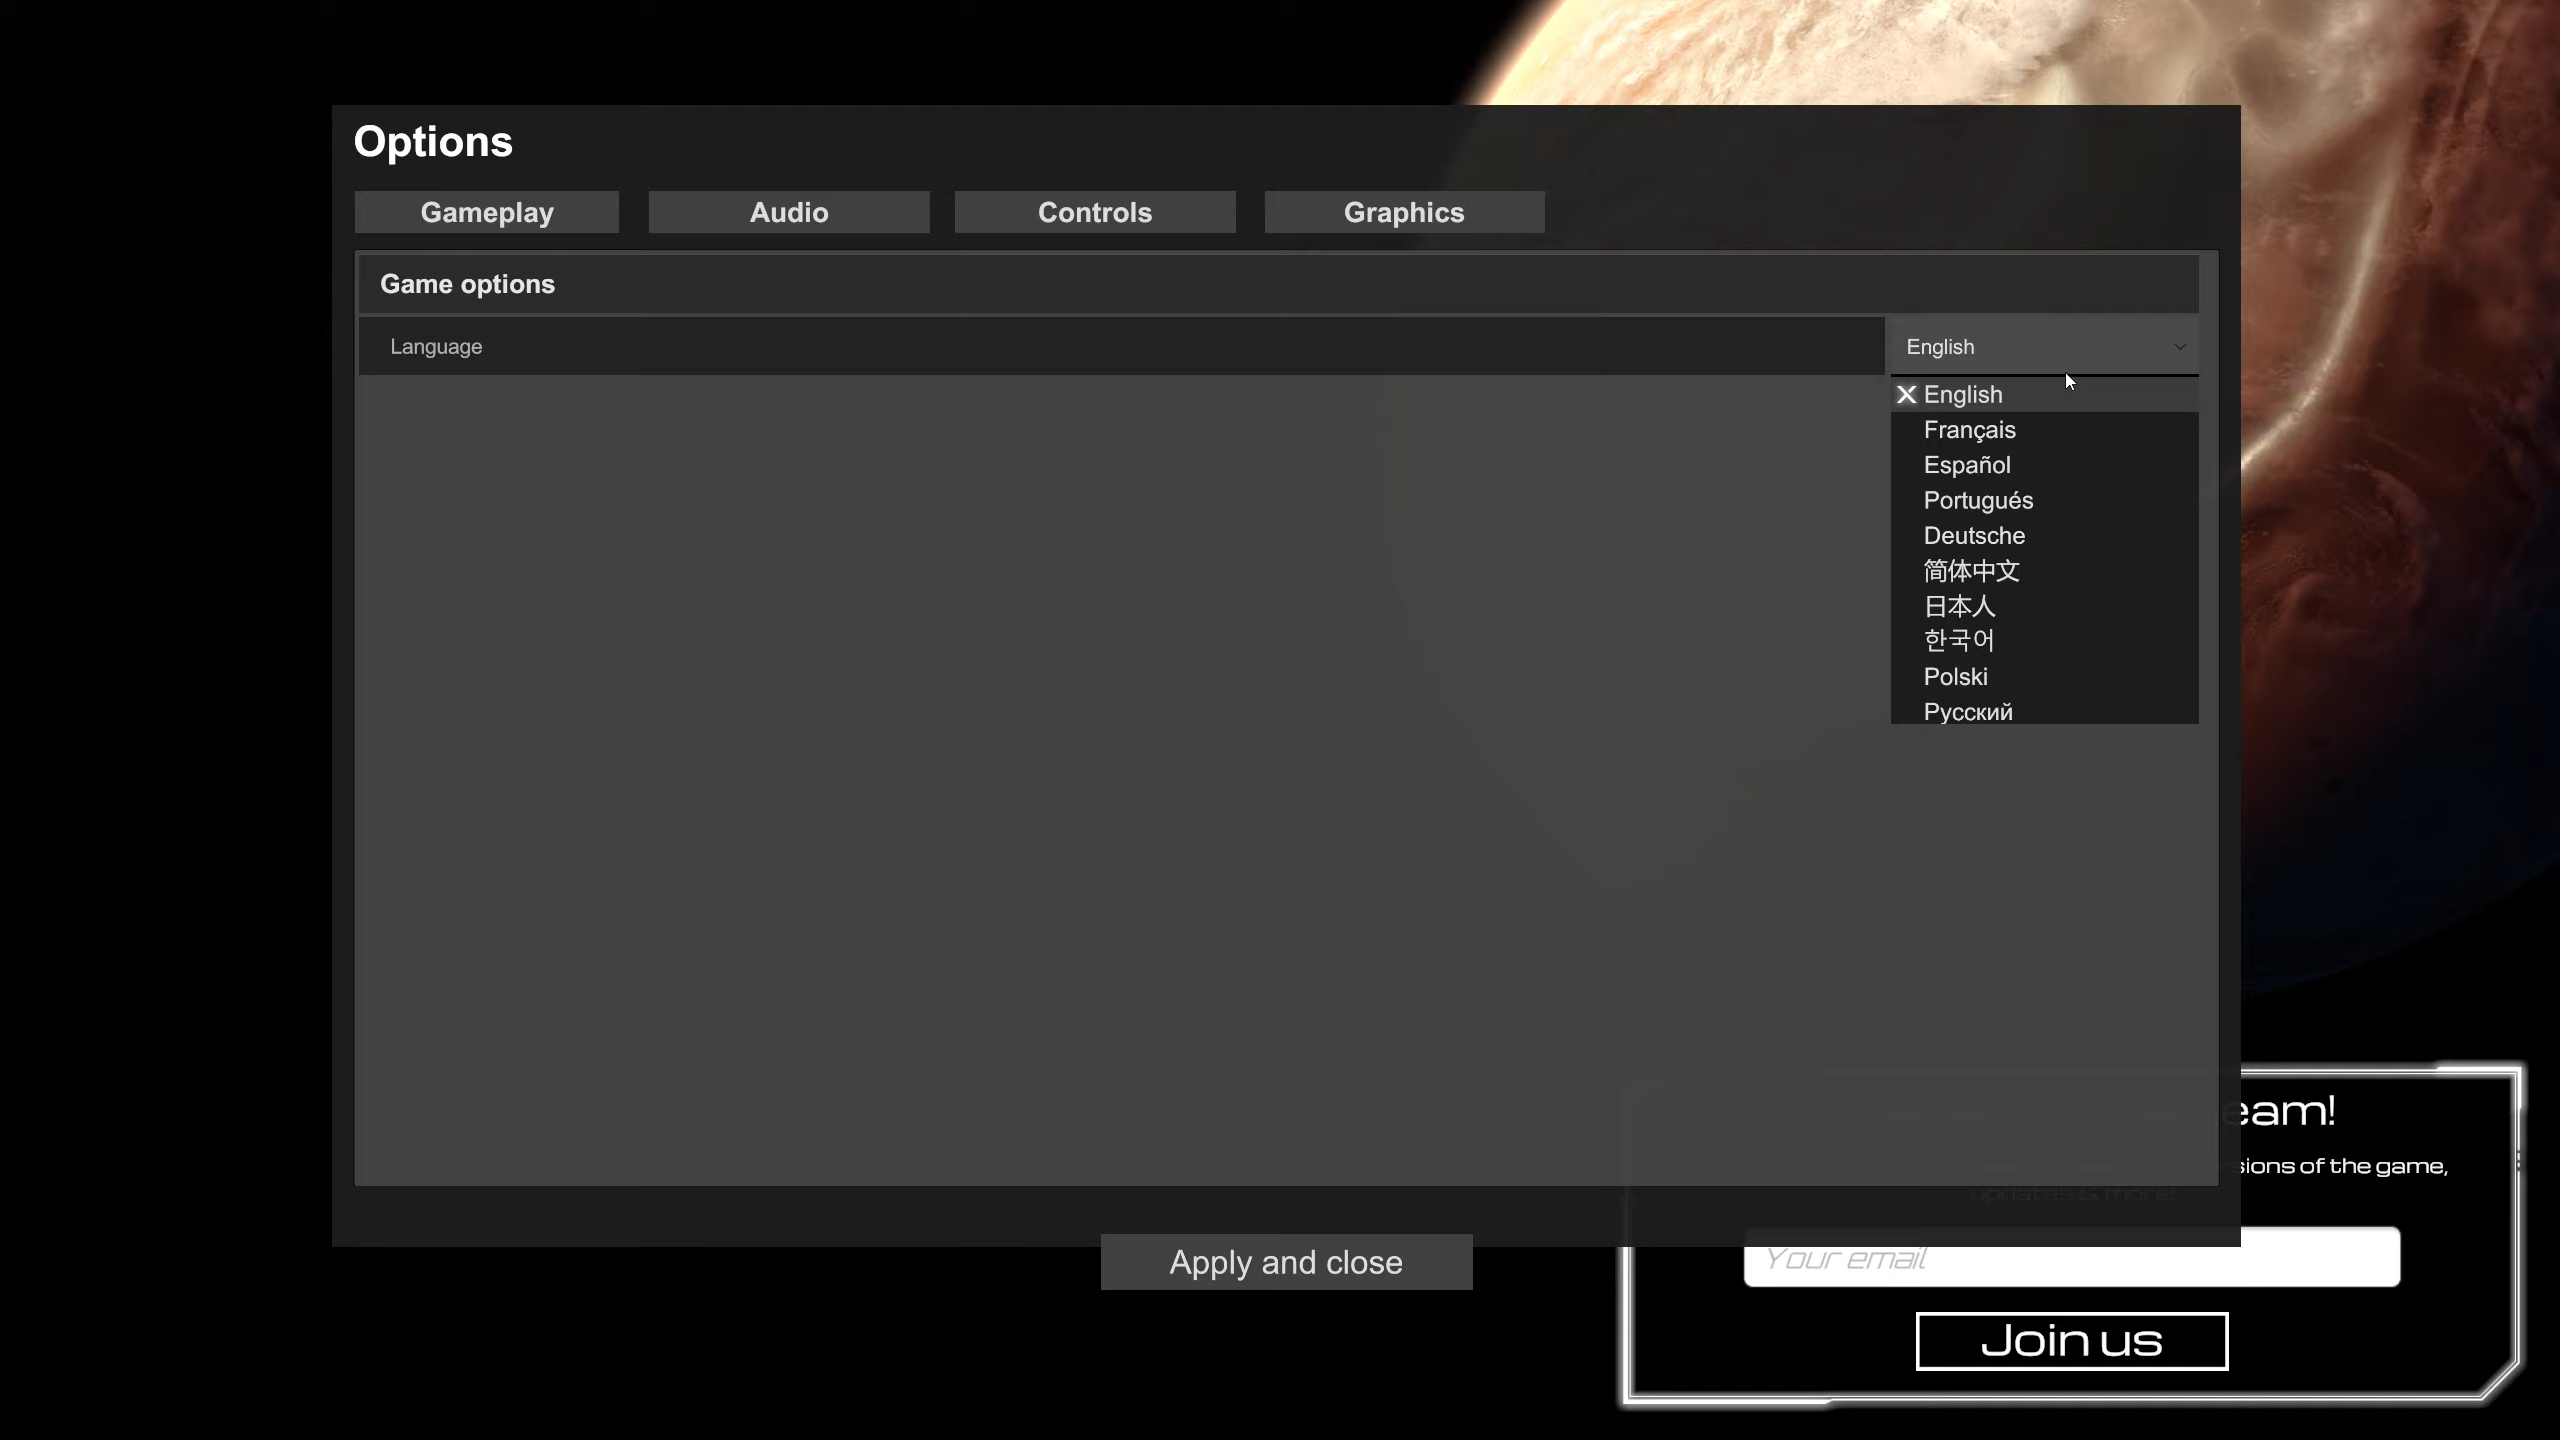 Options
Gameplay
Audio
Controls
Graphics
Game options
Language
English
English
Français
Español
Portugués
Deutsche
简体中文
日本人
한국어
Polski
Русский
eam!
sions of the game,
updates & more!
Your email
Apply and close
Join us